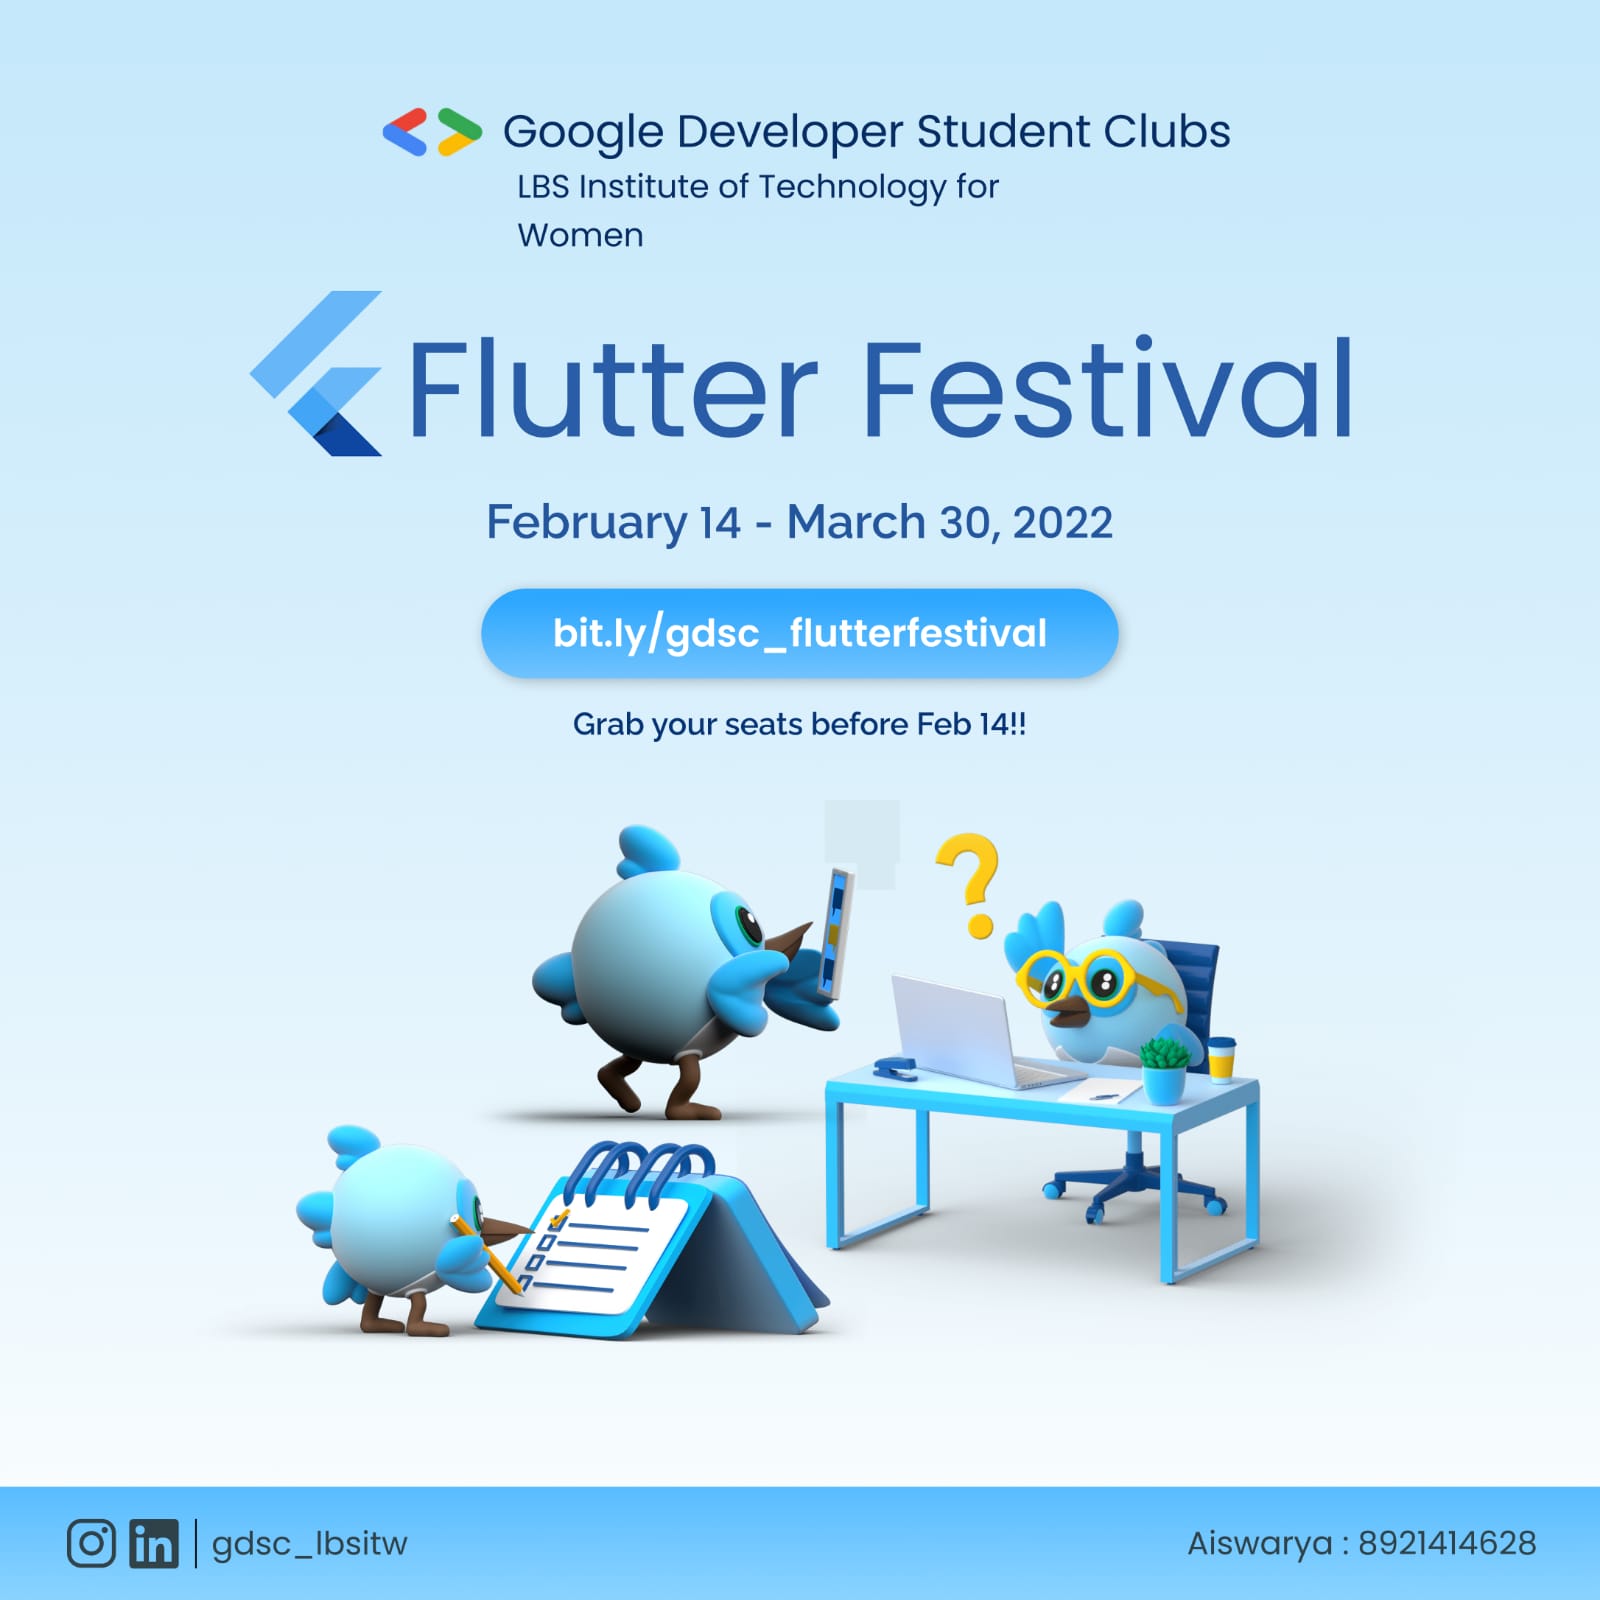 Google Developer Student Clubs
LBS Institute of Technology for
Women
Flutter Festival
February 14 - March 30, 2022
bit.ly/gdsc_flutterfestival
Grab your seats before Feb 14!!
?
in
gdsc_lbsitw
Aiswarya : 8921414628